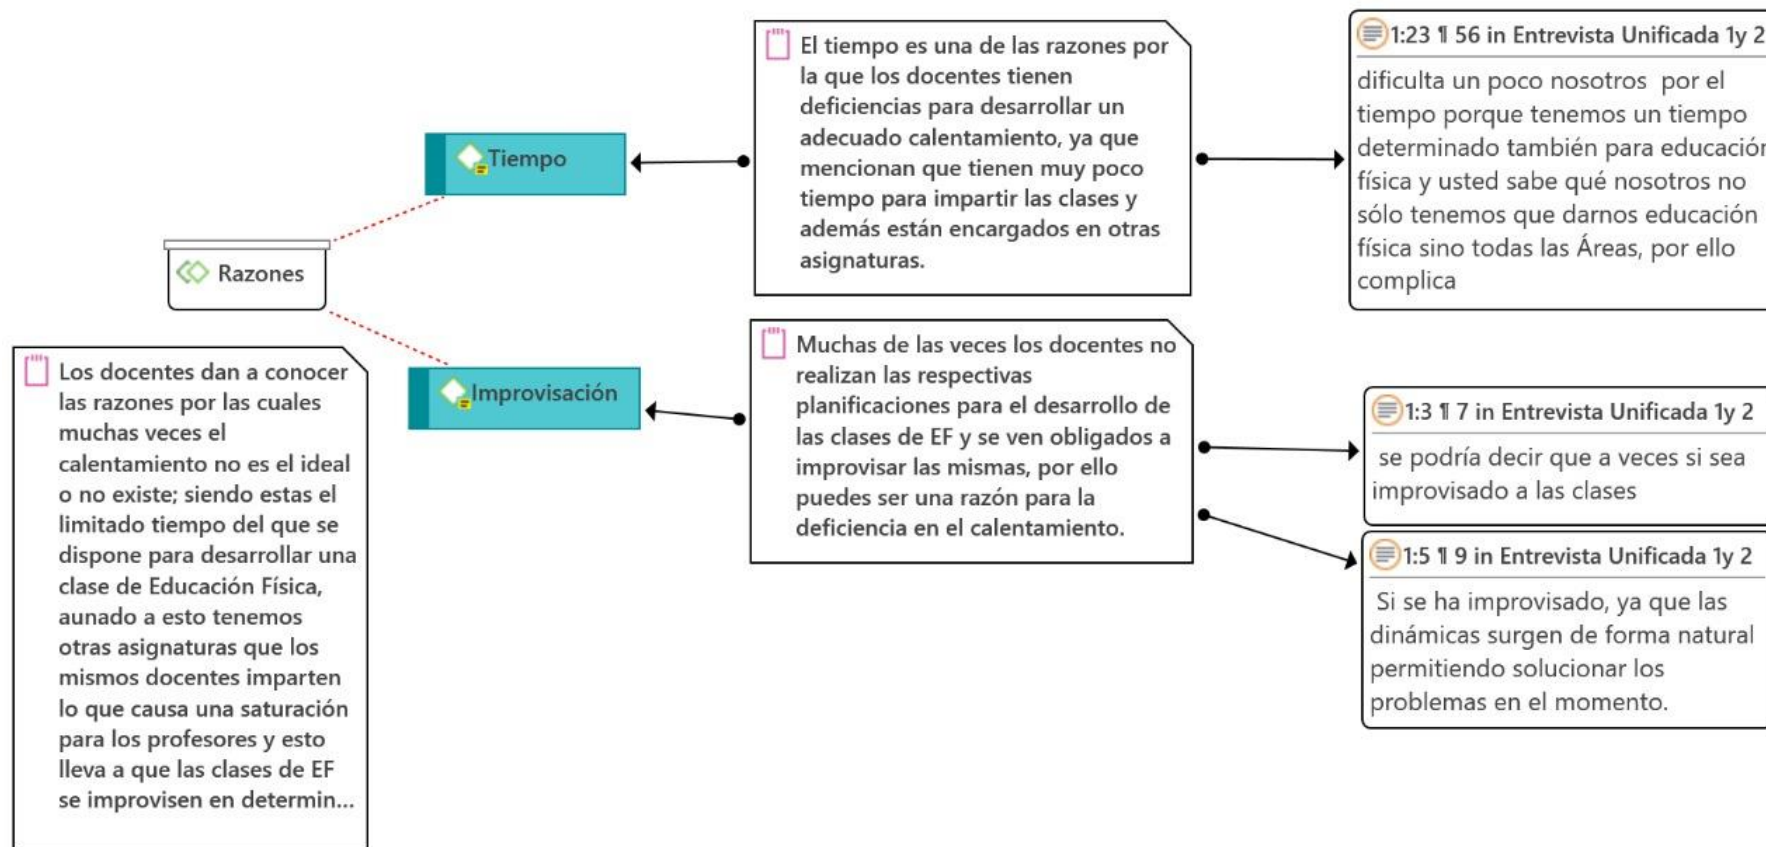 Razones
Los docentes dan a conocer
las razones por las cuales
muchas veces el
calentamiento no es el ideal
o no existe; siendo estas el
limitado tiempo del que se
dispone para desarrollar una
clase de Educación Física,
aunado a esto tenemos
otras asignaturas que los
mismos docentes imparten
lo que causa una saturación
para los profesores y esto
lleva a que las clases de EF
se improvisen en determin...
Tiempo
El tiempo es una de las razones por
la que los docentes tienen
deficiencias para desarrollar un
adecuado calentamiento, ya que
mencionan que tienen muy poco
tiempo para impartir las clases y
además están encargados en otras
asignaturas.
1:23 ¶ 56 in Entrevista Unificada 1y 2
dificulta un poco nosotros  por el
tiempo porque tenemos un tiempo
determinado también para educación
física y usted sabe qué nosotros no
sólo tenemos que darnos educación
física sino todas las Áreas, por ello
complica
Improvisación
Muchas de las veces los docentes no
realizan las respectivas
planificaciones para el desarrollo de
las clases de EF y se ven obligados a
improvisar las mismas, por ello
puedes ser una razón para la
deficiencia en el calentamiento.
1:3 ¶ 7 in Entrevista Unificada 1y 2
se podría decir que a veces si sea
improvisado a las clases
1:5 ¶ 9 in Entrevista Unificada 1y 2
Si se ha improvisado, ya que las
dinámicas surgen de forma natural
permitiendo solucionar los
problemas en el momento.